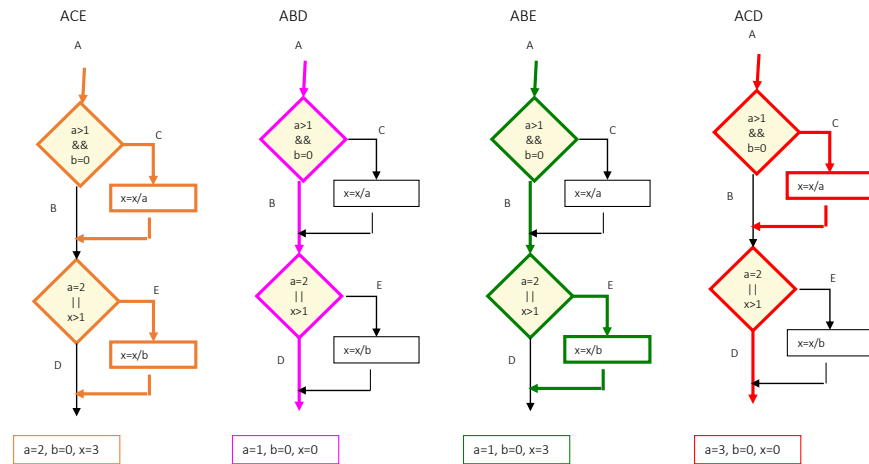 ACE
A
a>1
&&
b=0
C
x=x/a
B
a=2
||
x>1
E
x=x/b
D
a=2, b=0, x=3
ABD
A
a>1
&&
b=0
C
x=x/a
B
a=2
||
x>1
E
x=x/b
D
a=1, b=0, x=0
ABE
A
a>1
&&
b=0
C
x=x/a
B
a=2
||
x>1
E
x=x/b
D
a=1, b=0, x=3
ACD
A
a>1
&&
b=0
C
x=x/a
B
a=2
||
x>1
E
x=x/b
D
a=3, b=0, x=0